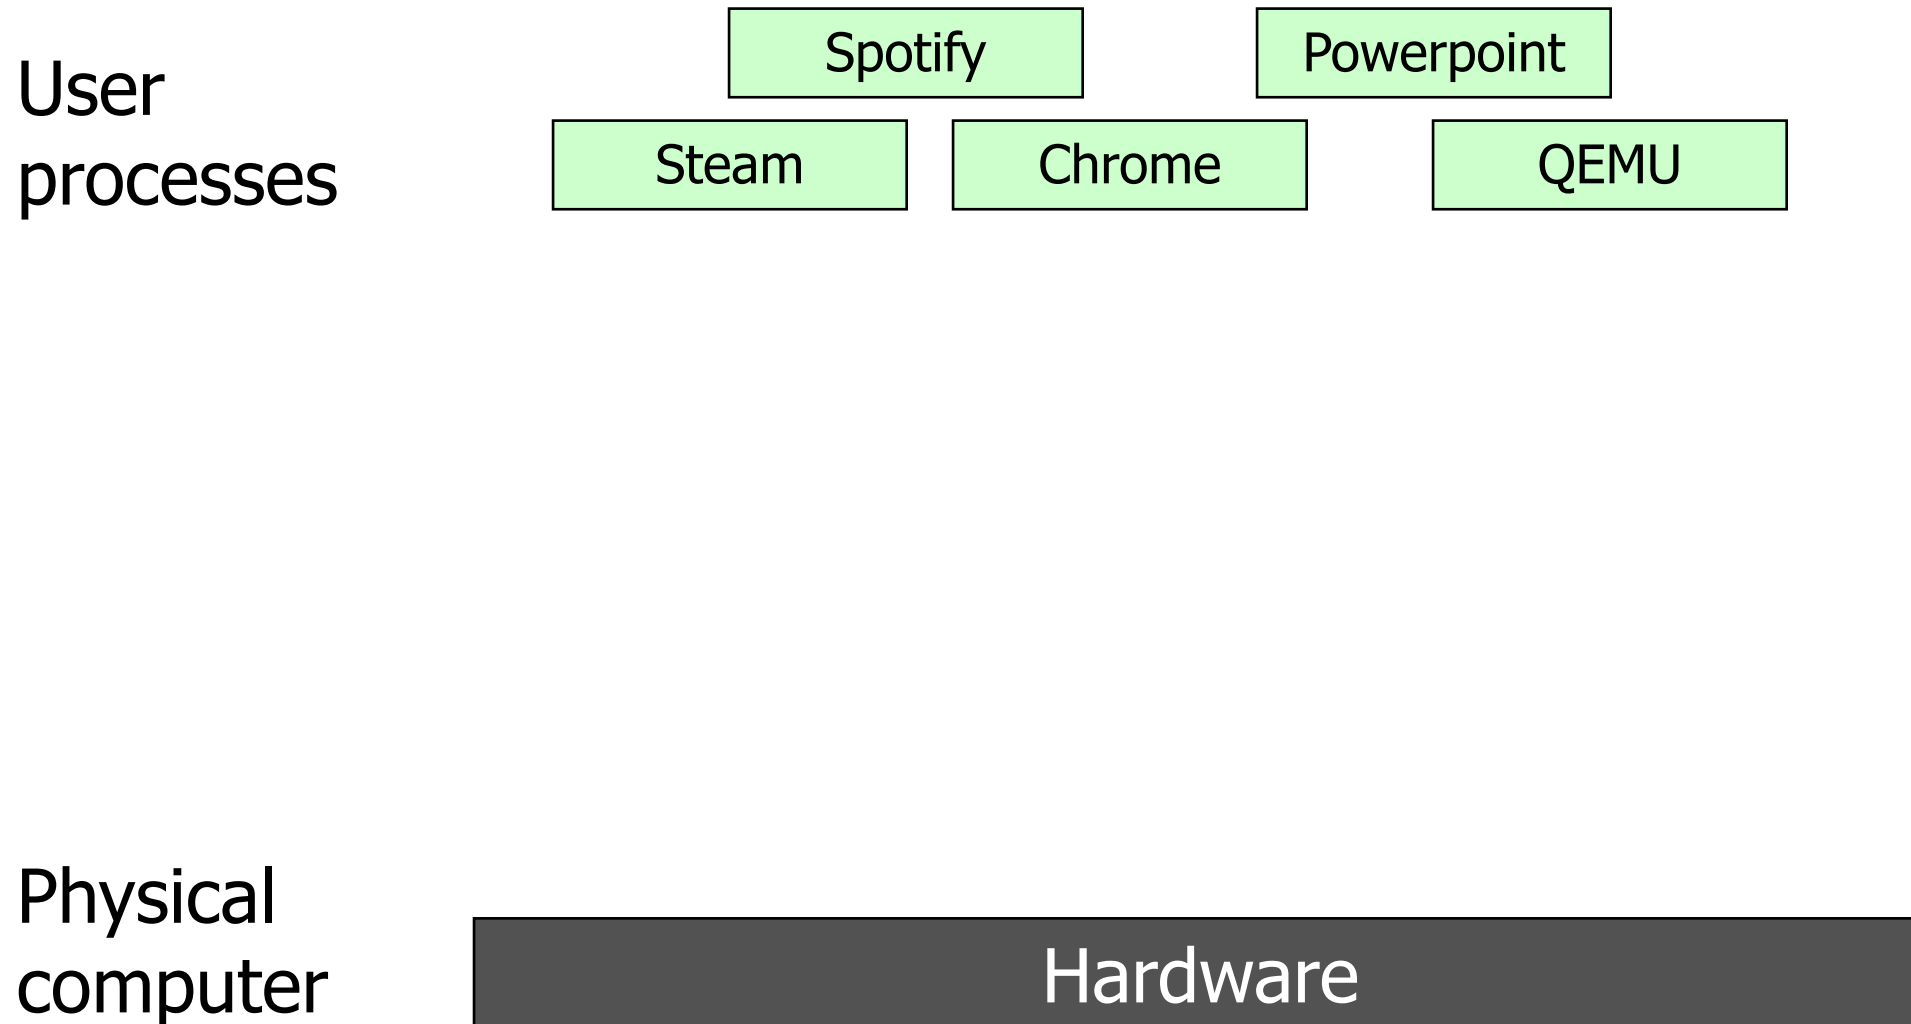 User
processes
Spotify
Powerpoint
Steam
Chrome
QEMU
Physical
computer
Hardware